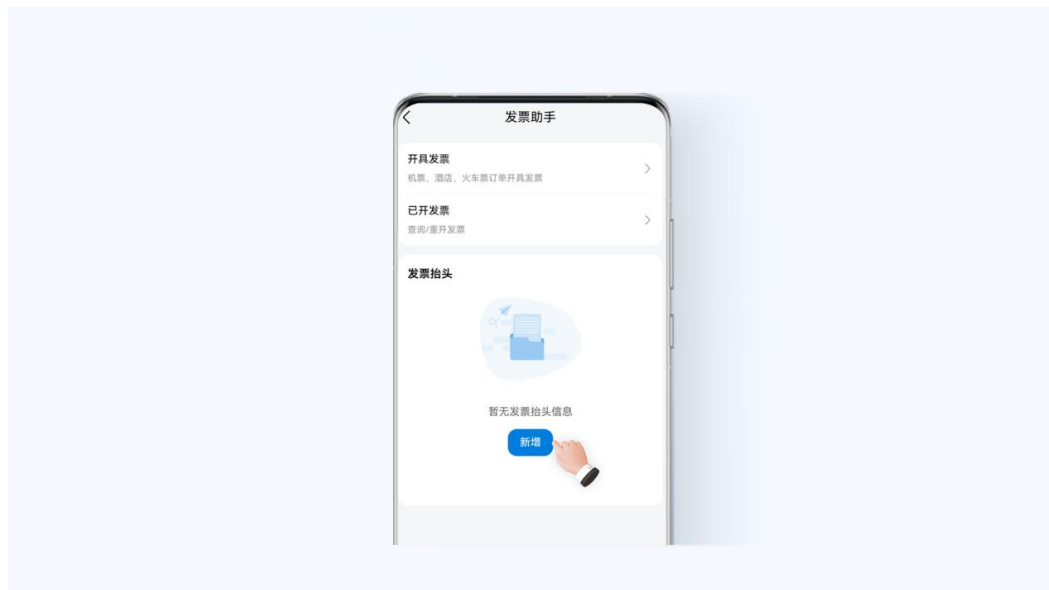 发票助手
开具发票
机票、酒店、火车票订单开具发票
已开发票
查询/重开发票
发票抬头
暂无发票抬头信息
新增